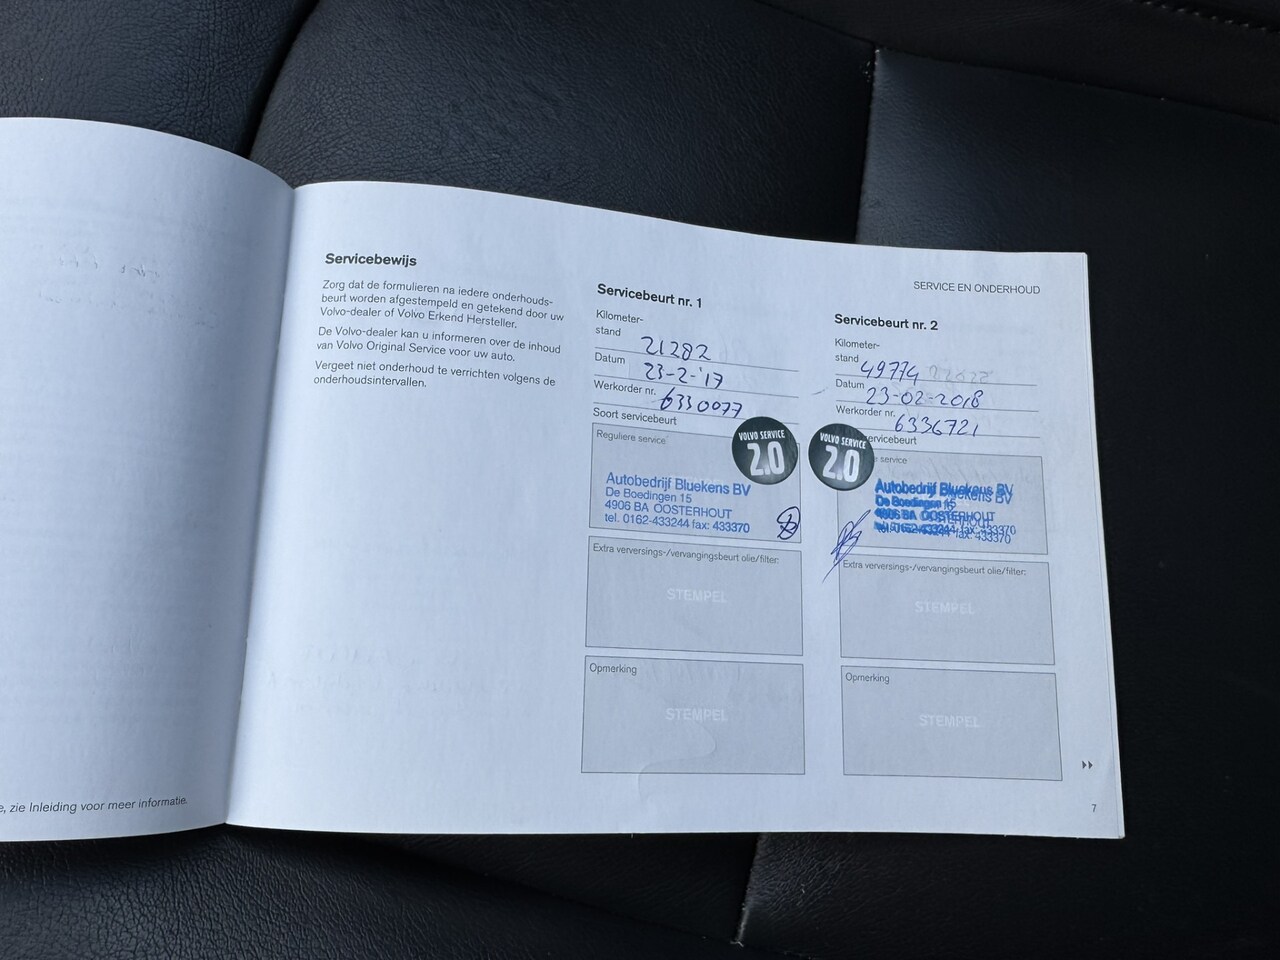 Servicebewijs
Zorg dat de formulieren na iedere onderhouds-
beurt worden afgestempeld en getekend door uw
Volvo-dealer of Volvo Erkend Hersteller.
De Volvo-dealer kan u informeren over de inhoud
van Volvo Original Service voor uw auto.
Vergeet niet onderhoud te verrichten volgens de
onderhoudsintervallen.
e, zie Inleiding voor meer informatie.
Servicebeurt nr. 1
Kilometer-
stand 21282
Datum 23-2-'17
Werkorder nr. 6330077
Soort servicebeurt
Reguliere service
VOLVO SERVICE
2.0
Autobedrijf Bluekens BV
De Boedingen 15
4906 BA OOSTERHOUT
tel. 0162-433244 fax: 433370
Extra verversings-/vervangingsbeurt olie/filter:
STEMPEL
Opmerking
STEMPEL
SERVICE EN ONDERHOUD
Servicebeurt nr. 2
Kilometer-
stand 49774
Datum 23-02-2018
Werkorder nr. 6336721
servicebeurt
service
VOLVO SERVICE
2.0
Autobedrijf Bluekens BV
De Boedingen 15
4906 BA OOSTERHOUT
tel. 0162-433244 fax: 433370
Extra verversings-/vervangingsbeurt olie/filter:
STEMPEL
Opmerking
STEMPEL
7